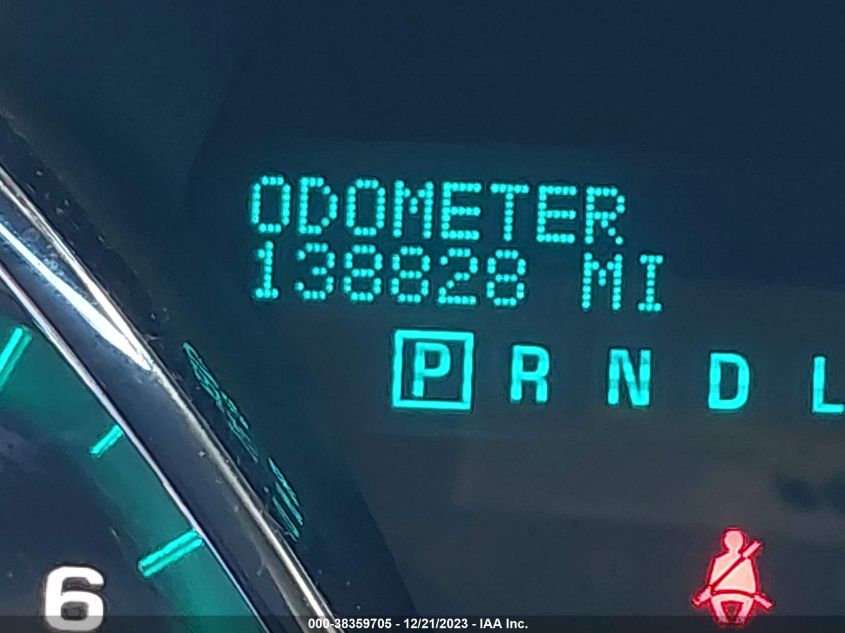 ODOMETER
138828 MI
P R N D L
6
000-38359705 - 12/21/2023 - IAA Inc.